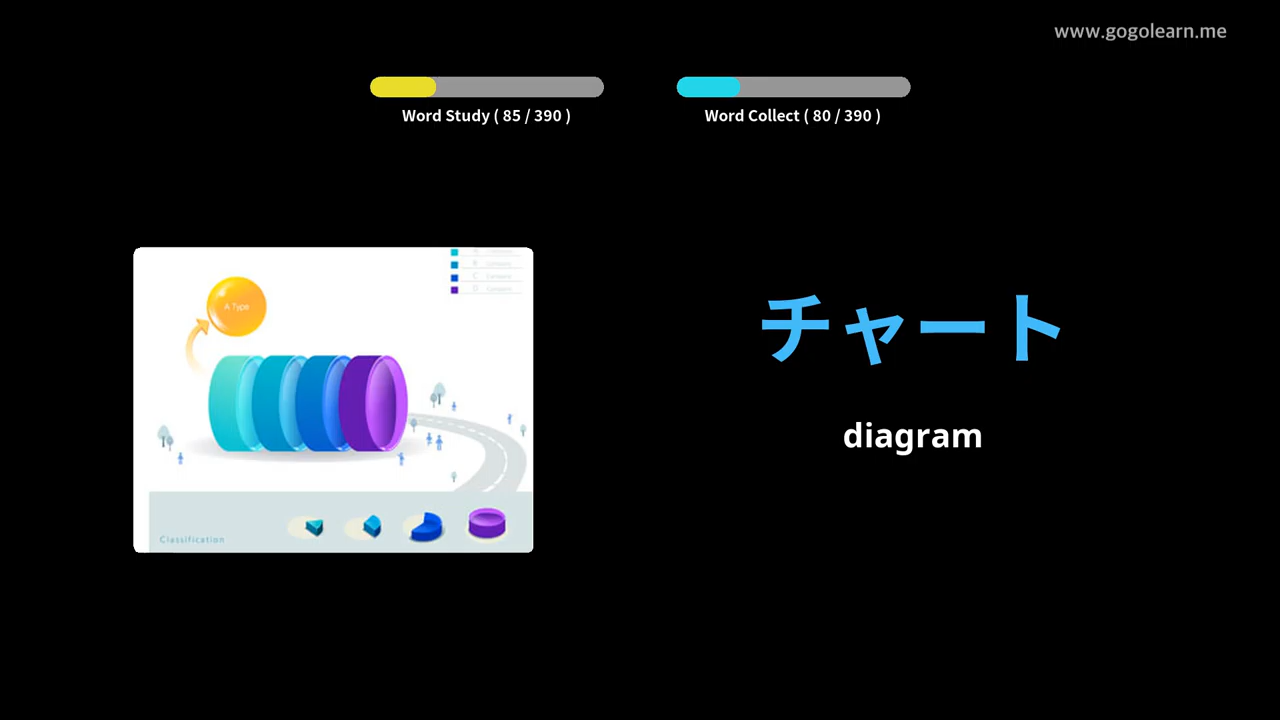 www.gogolearn.me
Word Study ( 85 / 390 )
Word Collect ( 80 / 390 )
A Type
B
C
D
チャート
diagram
Classification